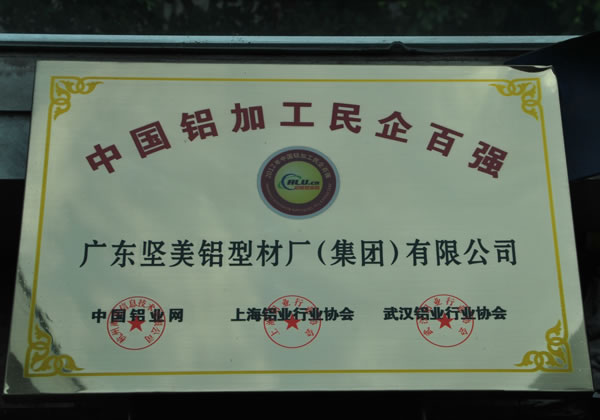 中国铝加工民企百强
ALU.cn
广东坚美铝型材厂(集团)有限公司
中国铝业网 上海铝业行业协会 武汉铝业行业协会